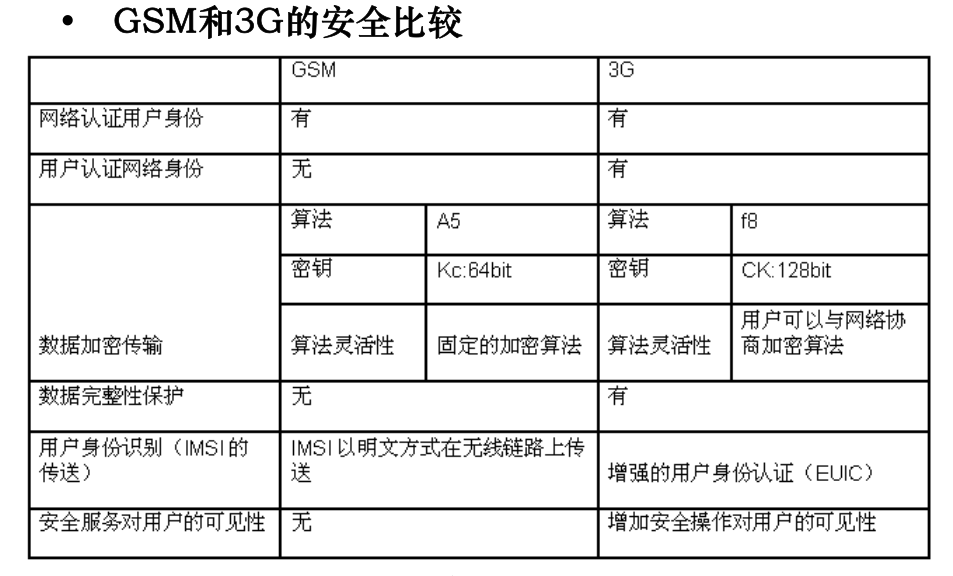 • GSM和3G的安全比较
GSM 3G
网络认证用户身份 有 有
用户认证网络身份 无 有
算法 A5 算法 f8
密钥 Kc:64bit 密钥 CK:128bit
数据加密传输 算法灵活性 固定的加密算法 算法灵活性 用户可以与网络协
商加密算法
数据完整性保护 无 有
用户身份识别（IMSI的
传送）
IMSI以明文方式在无线链路上传
送
增强的用户身份认证（EUIC）
安全服务对用户的可见性 无 增加安全操作对用户的可见性